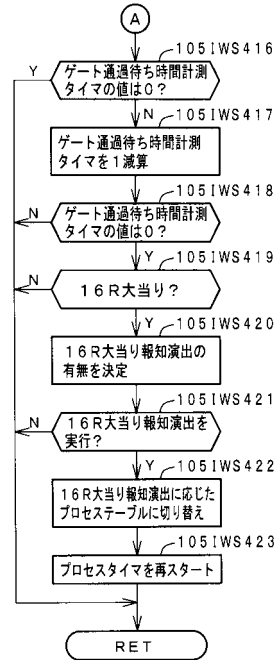 A
105IWS416
Y
ゲート通過待ち時間計測
タイマの値は0?
N
105IWS417
ゲート通過待ち時間計測
タイマを1減算
105IWS418
N
ゲート通過待ち時間計測
タイマの値は0?
Y
105IWS419
N
16R大当り?
Y
105IWS420
16R大当り報知演出の
有無を決定
105IWS421
N
16R大当り報知演出を
実行?
Y
105IWS422
16R大当り報知演出に応じた
プロセステーブルに切り替え
105IWS423
プロセスタイマを再スタート
RET